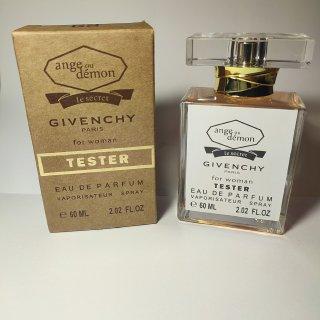 ange ou
démon
le secret
GIVENCHY
PARIS
for woman
TESTER
EAU DE PARFUM
VAPORISATEUR SPRAY
60 ML 2.02 FL.OZ
ange ou
démon
le secret
GIVENCHY
PARIS
for woman
TESTER
EAU DE PARFUM
VAPORISATEUR SPRAY
60 ML 2.02 FL.OZ